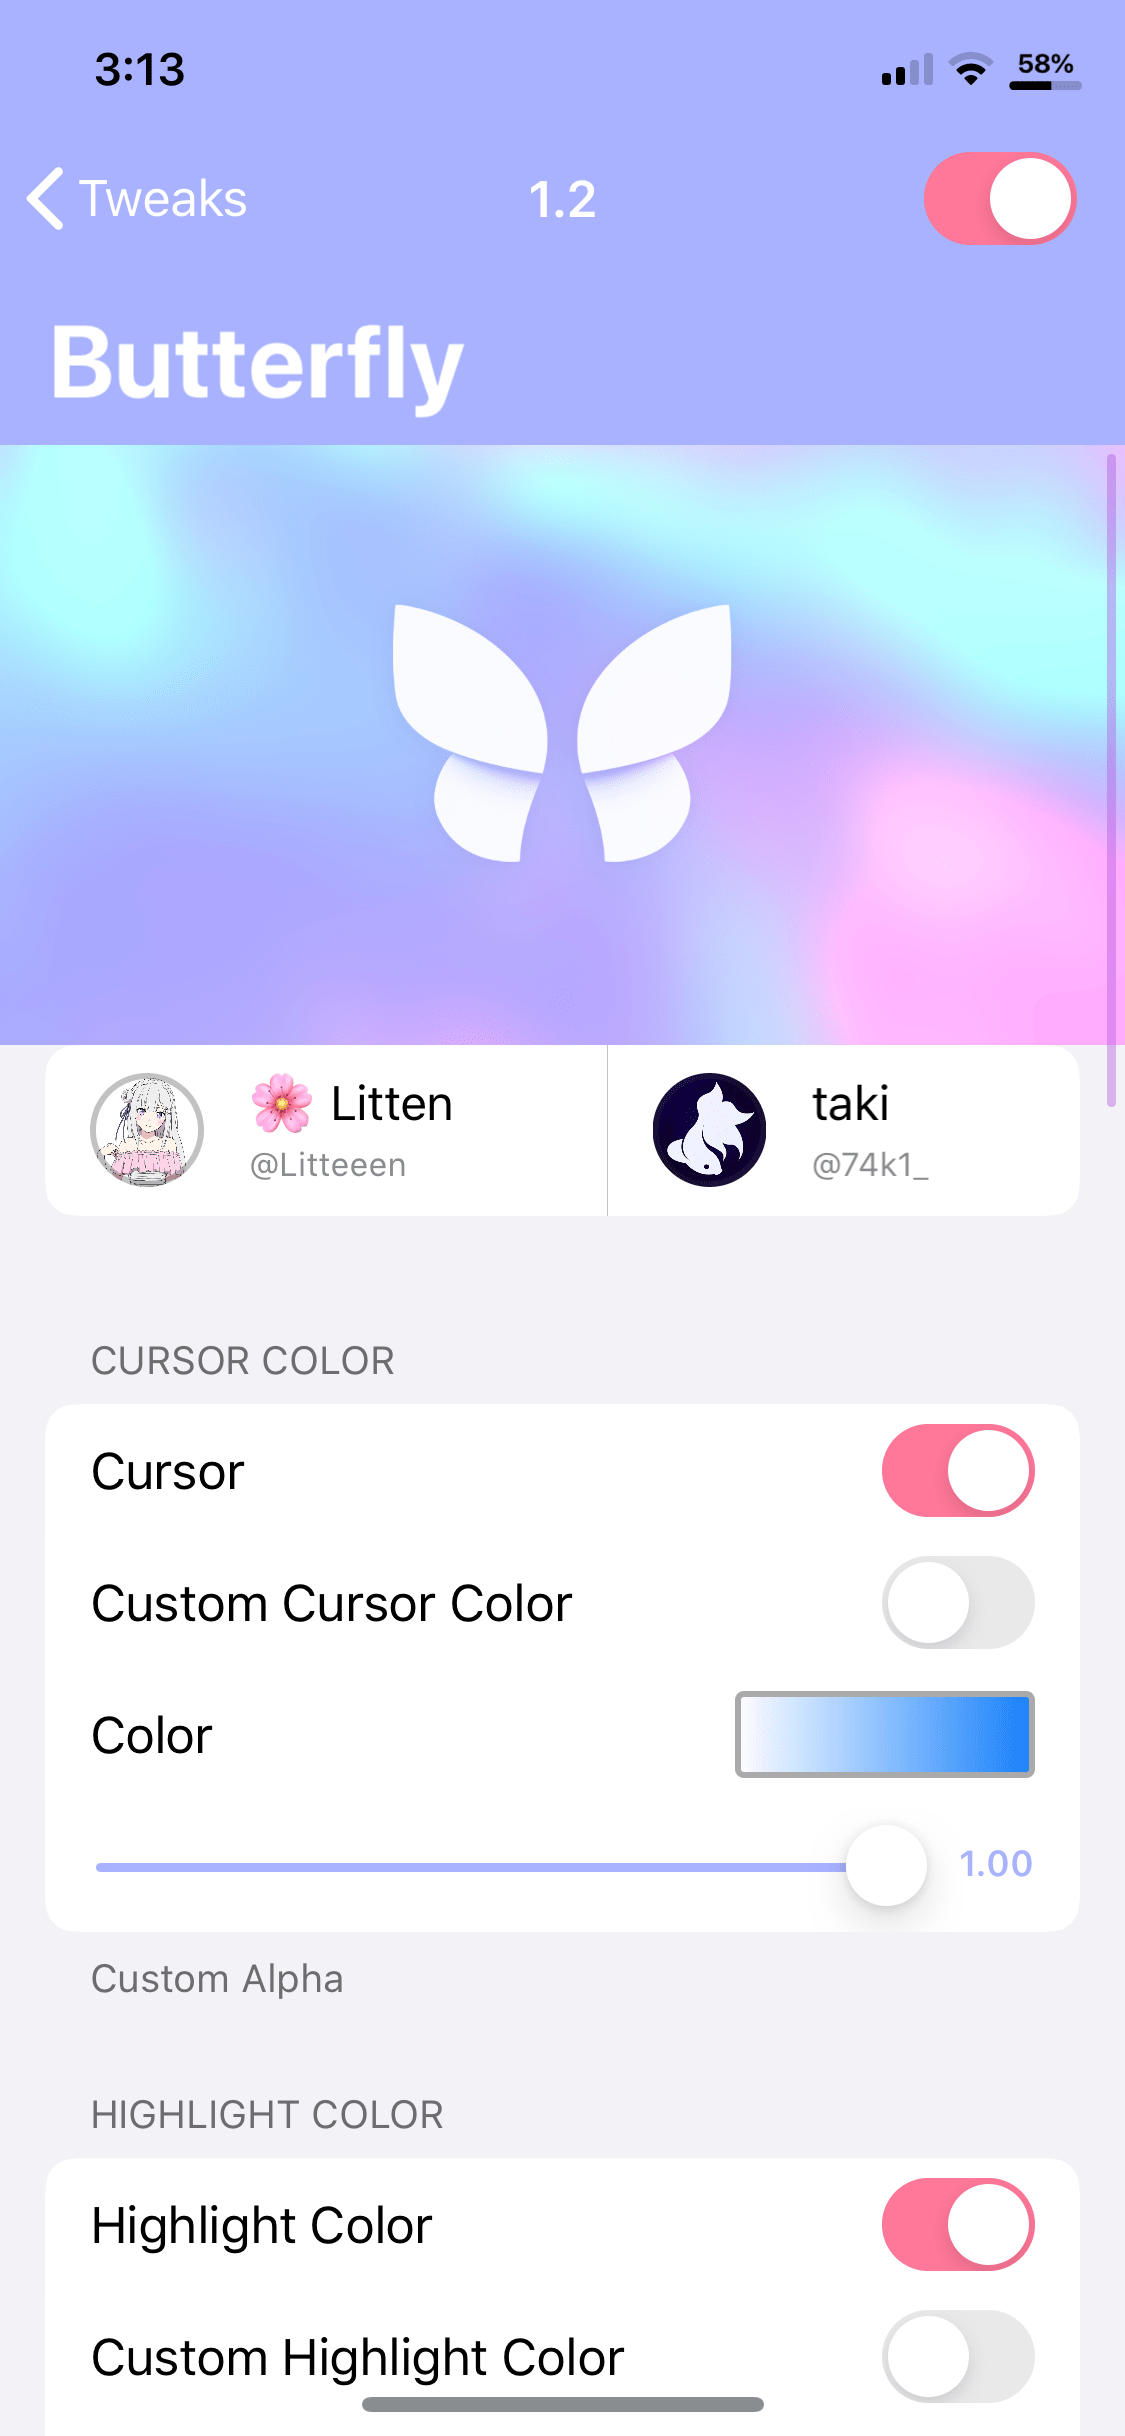 3:13
58%
Tweaks
1.2
Butterfly
🌸 Litten
@Litteeen
taki
@74k1_
CURSOR COLOR
Cursor
Custom Cursor Color
Color
1.00
Custom Alpha
HIGHLIGHT COLOR
Highlight Color
Custom Highlight Color